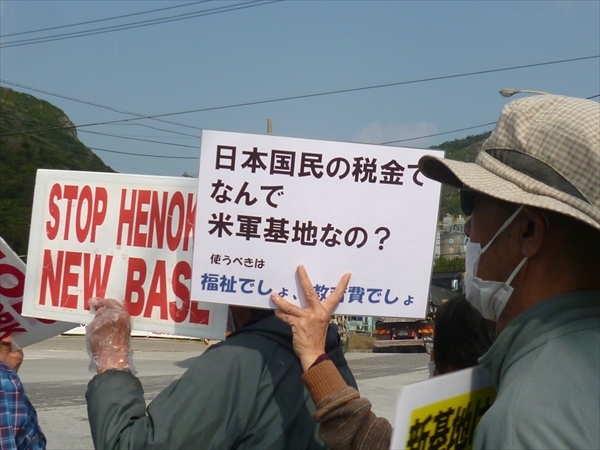 STOP HENOK
NEW BASE
日本国民の税金で
なんで
米軍基地なの?
使うべきは
福祉でしょ、教育費でしょ
新基地